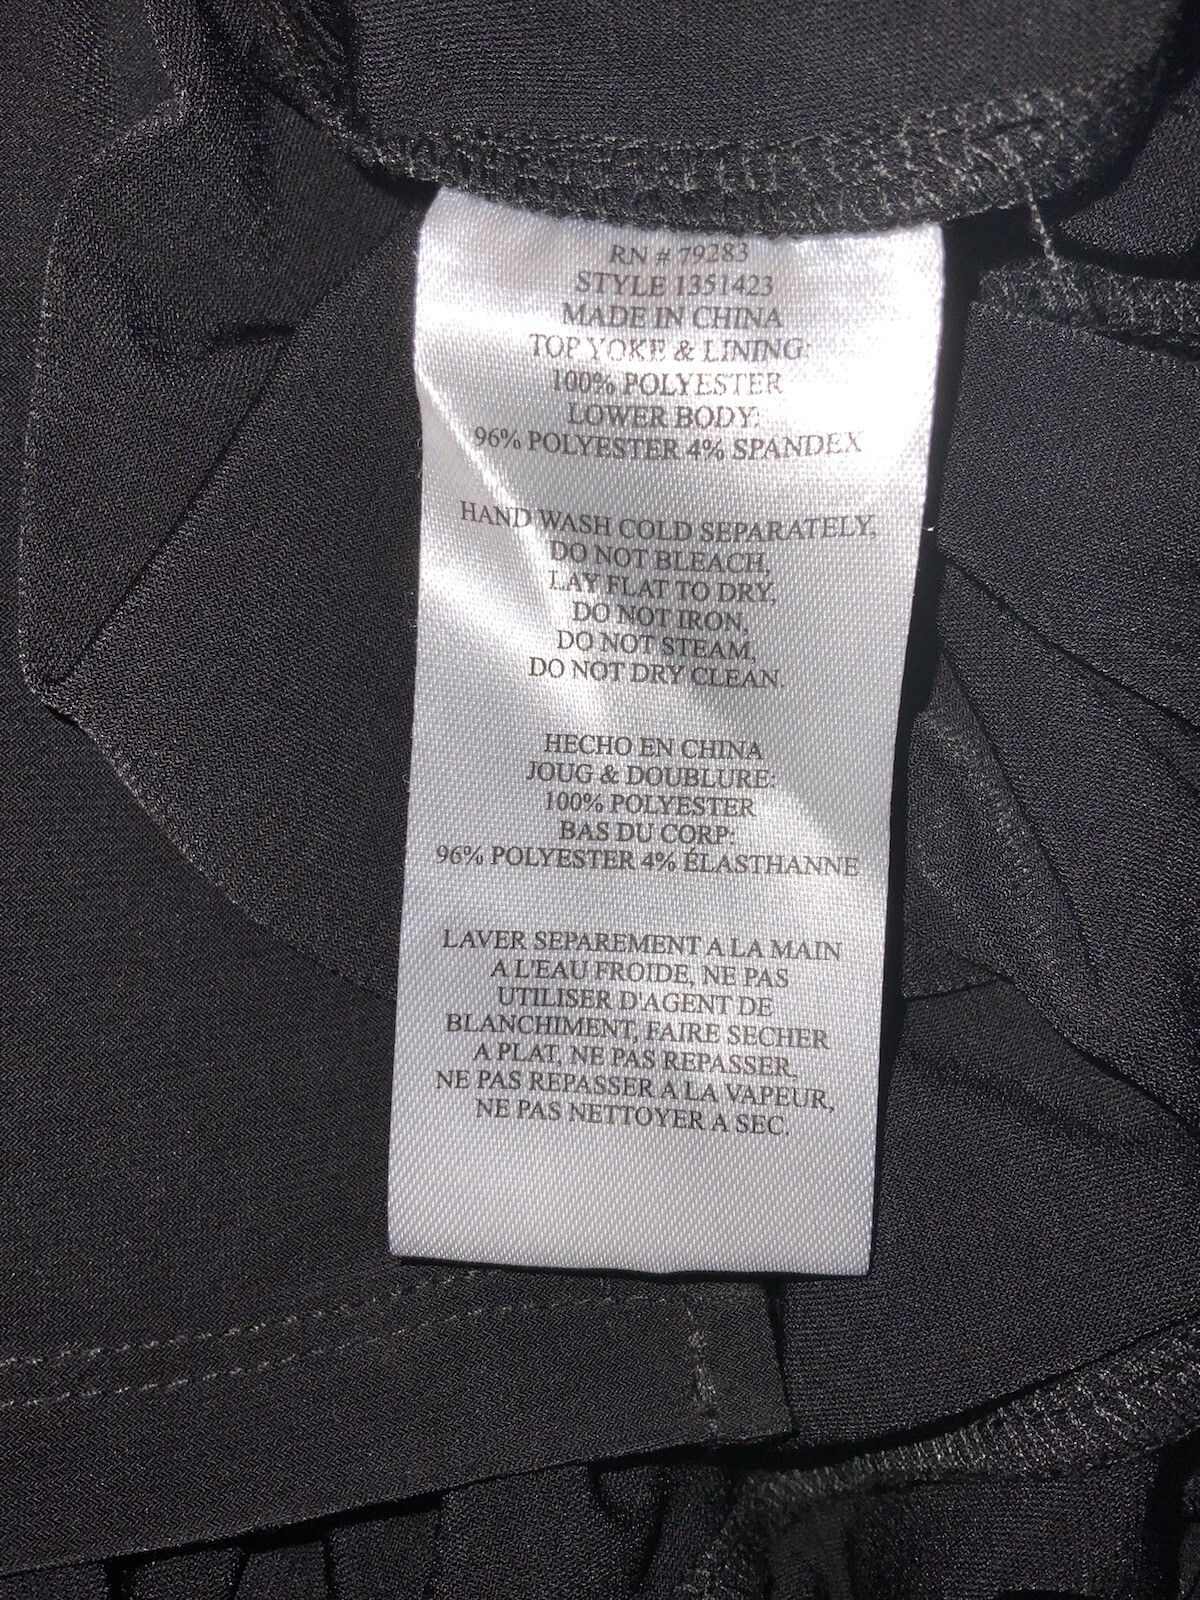 RN # 79283
STYLE 1351423
MADE IN CHINA
TOP YOKE & LINING:
100% POLYESTER
LOWER BODY:
96% POLYESTER 4% SPANDEX
HAND WASH COLD SEPARATELY,
DO NOT BLEACH,
LAY FLAT TO DRY,
DO NOT IRON,
DO NOT STEAM,
DO NOT DRY CLEAN.
HECHO EN CHINA
JOUG & DOUBLURE:
100% POLYESTER
BAS DU CORP:
96% POLYESTER 4% ÉLASTHANNE
LAVER SEPAREMENT A LA MAIN
A L'EAU FROIDE, NE PAS
UTILISER D'AGENT DE
BLANCHIMENT, FAIRE SECHER
A PLAT, NE PAS REPASSER,
NE PAS REPASSER A LA VAPEUR,
NE PAS NETTOYER A SEC.